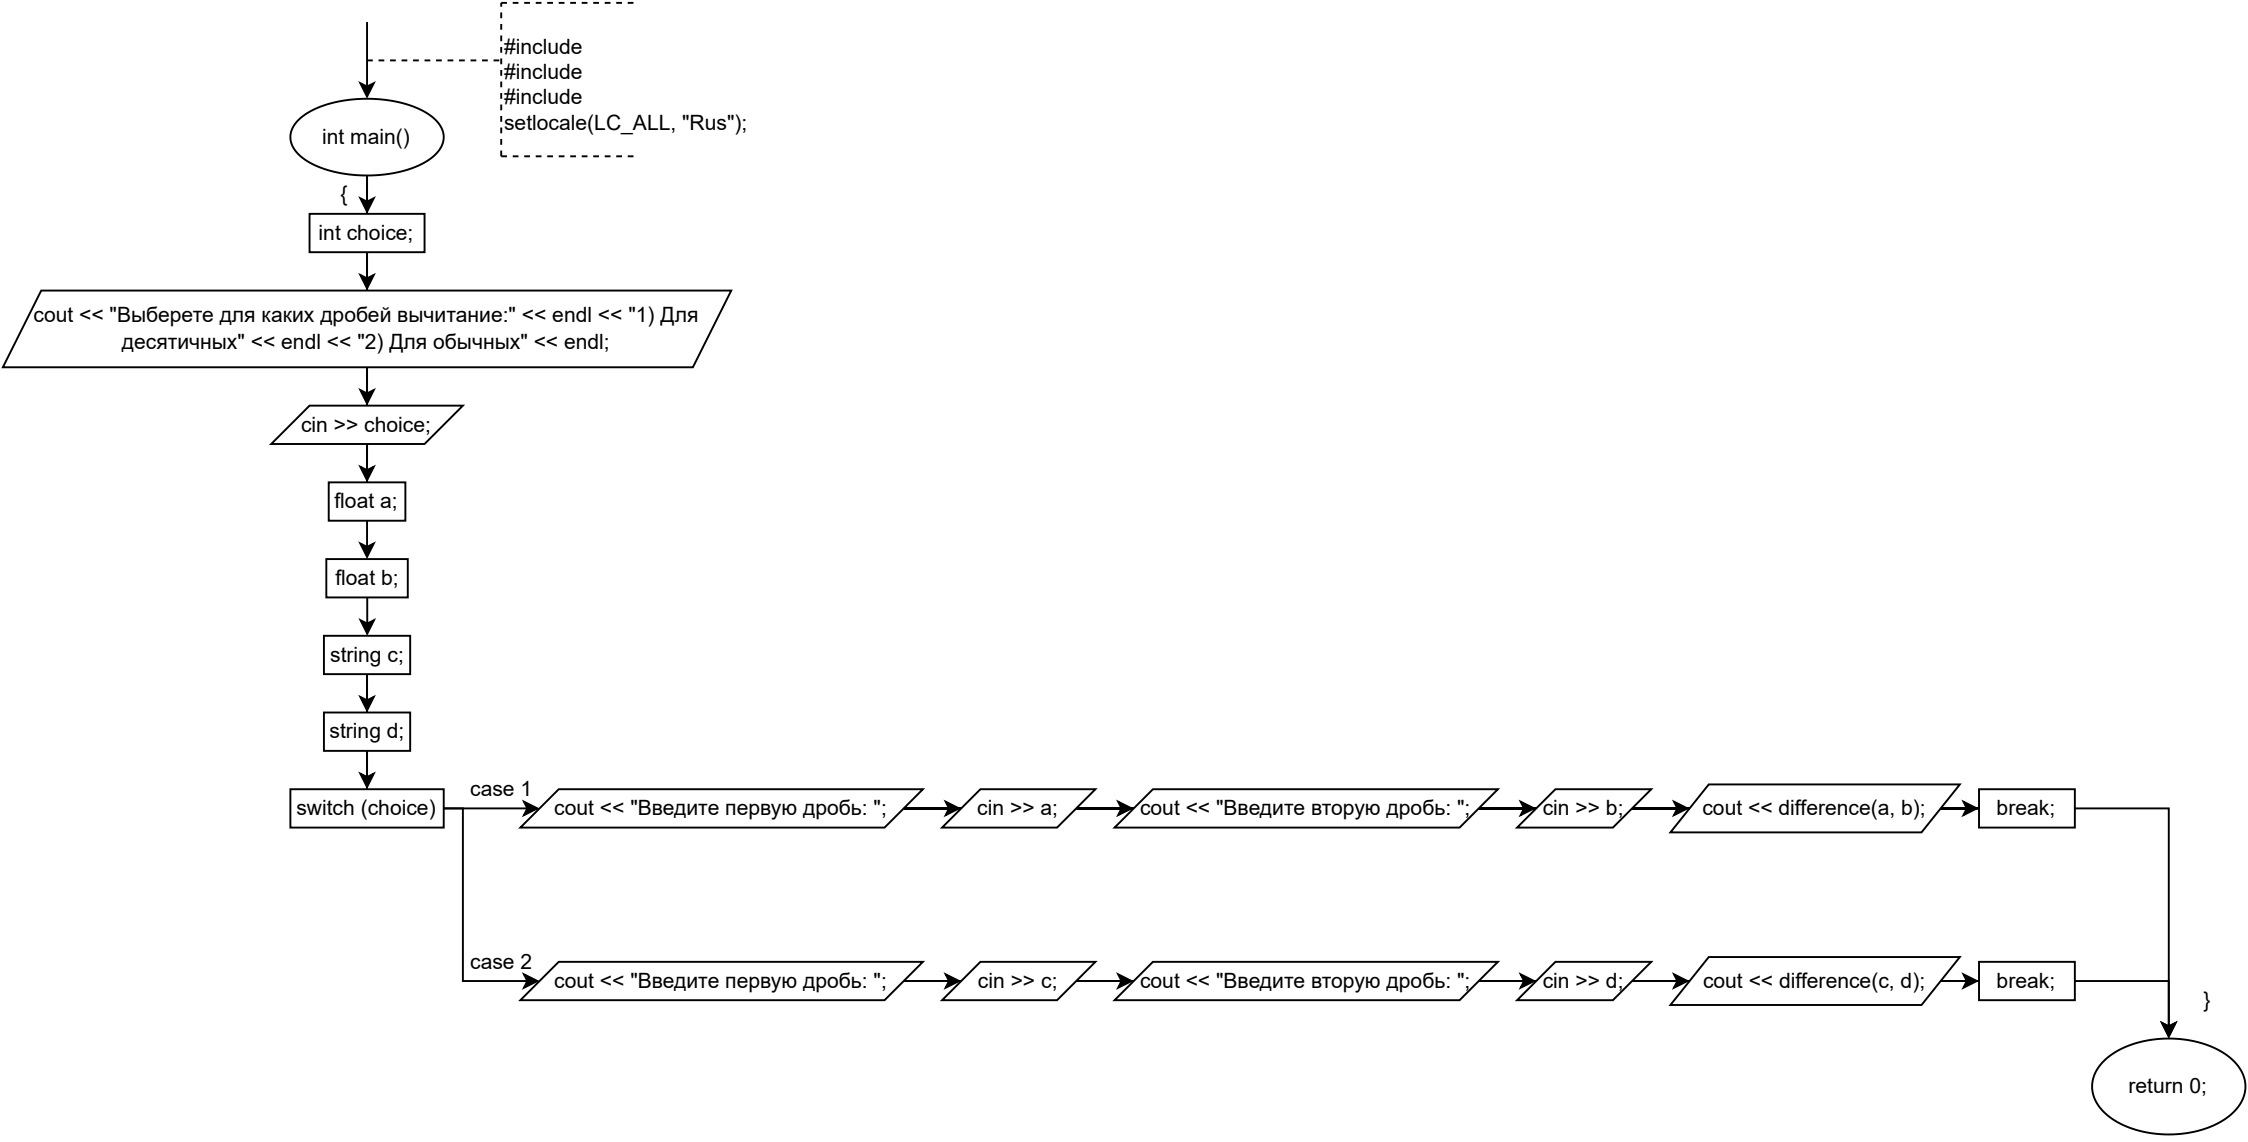 #include
#include
#include
setlocale(LC_ALL, "Rus");
int main()
{
int choice;
cout << "Выберете для каких дробей вычитание:" << endl << "1) Для
десятичных" << endl << "2) Для обычных" << endl;
cin >> choice;
float a;
float b;
string c;
string d;
switch (choice)
case 1
cout << "Введите первую дробь: ";
cin >> a;
cout << "Введите вторую дробь: ";
cin >> b;
cout << difference(a, b);
break;
case 2
cout << "Введите первую дробь: ";
cin >> c;
cout << "Введите вторую дробь: ";
cin >> d;
cout << difference(c, d);
break;
}
return 0;